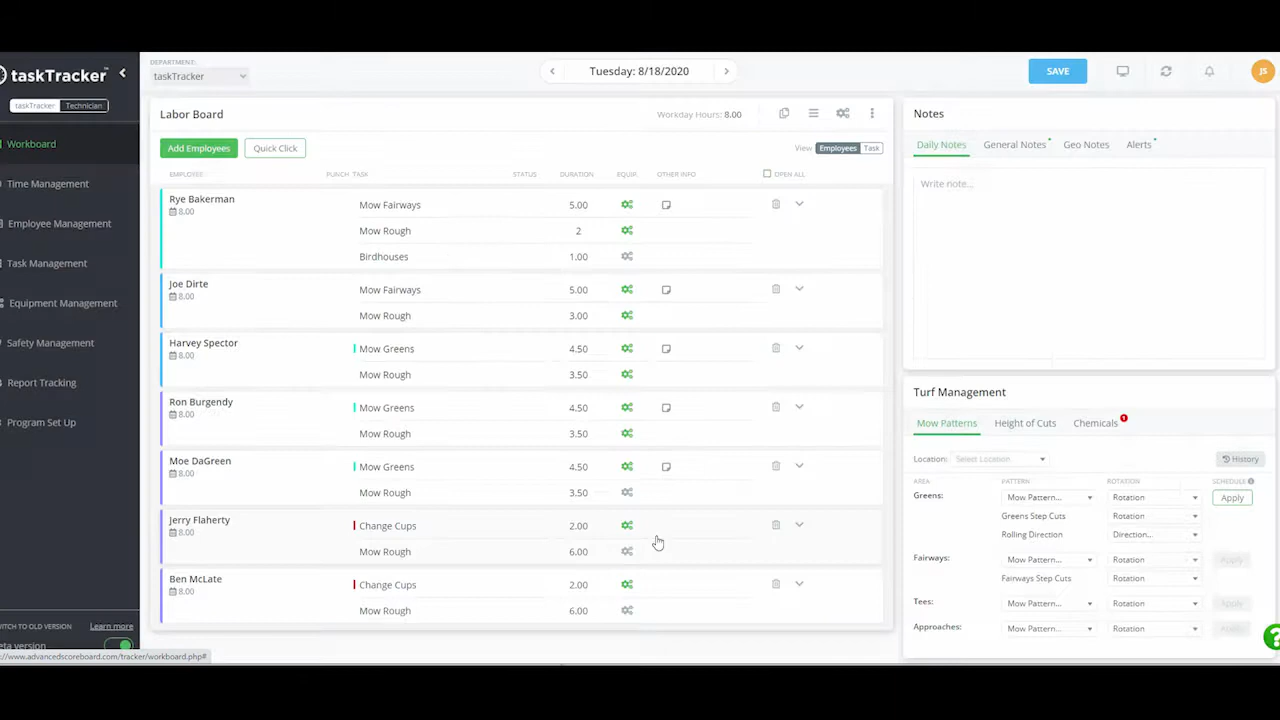 taskTracker™
taskTracker Technician
Workboard
Time Management
Employee Management
Task Management
Equipment Management
Safety Management
Report Tracking
Program Set Up
WITCH TO OLD VERSION Learn more
eta version
://www.advancedscoreboard.com/tracker/workboard.php#
DEPARTMENT:
taskTracker
Tuesday: 8/18/2020
SAVE
JS
Labor Board
Workday Hours: 8.00
Add Employees
Quick Click
View Employees Task
EMPLOYEE PUNCH TASK STATUS DURATION EQUIP. OTHER INFO OPEN ALL
Rye Bakerman
8.00
Mow Fairways 5.00
Mow Rough 2
Birdhouses 1.00
Joe Dirte
8.00
Mow Fairways 5.00
Mow Rough 3.00
Harvey Spector
8.00
Mow Greens 4.50
Mow Rough 3.50
Ron Burgendy
8.00
Mow Greens 4.50
Mow Rough 3.50
Moe DaGreen
8.00
Mow Greens 4.50
Mow Rough 3.50
Jerry Flaherty
8.00
Change Cups 2.00
Mow Rough 6.00
Ben McLate
8.00
Change Cups 2.00
Mow Rough 6.00
Notes
Daily Notes General Notes Geo Notes Alerts
Write note...
Turf Management
Mow Patterns Height of Cuts Chemicals 1
Location: Select Location
History
AREA: PATTERN ROTATION SCHEDULE
Greens: Mow Pattern... Rotation Apply
Greens Step Cuts Rotation
Rolling Direction Direction...
Fairways: Mow Pattern... Rotation Apply
Fairways Step Cuts Rotation
Tees: Mow Pattern... Rotation Apply
Approaches: Mow Pattern... Rotation Apply
?